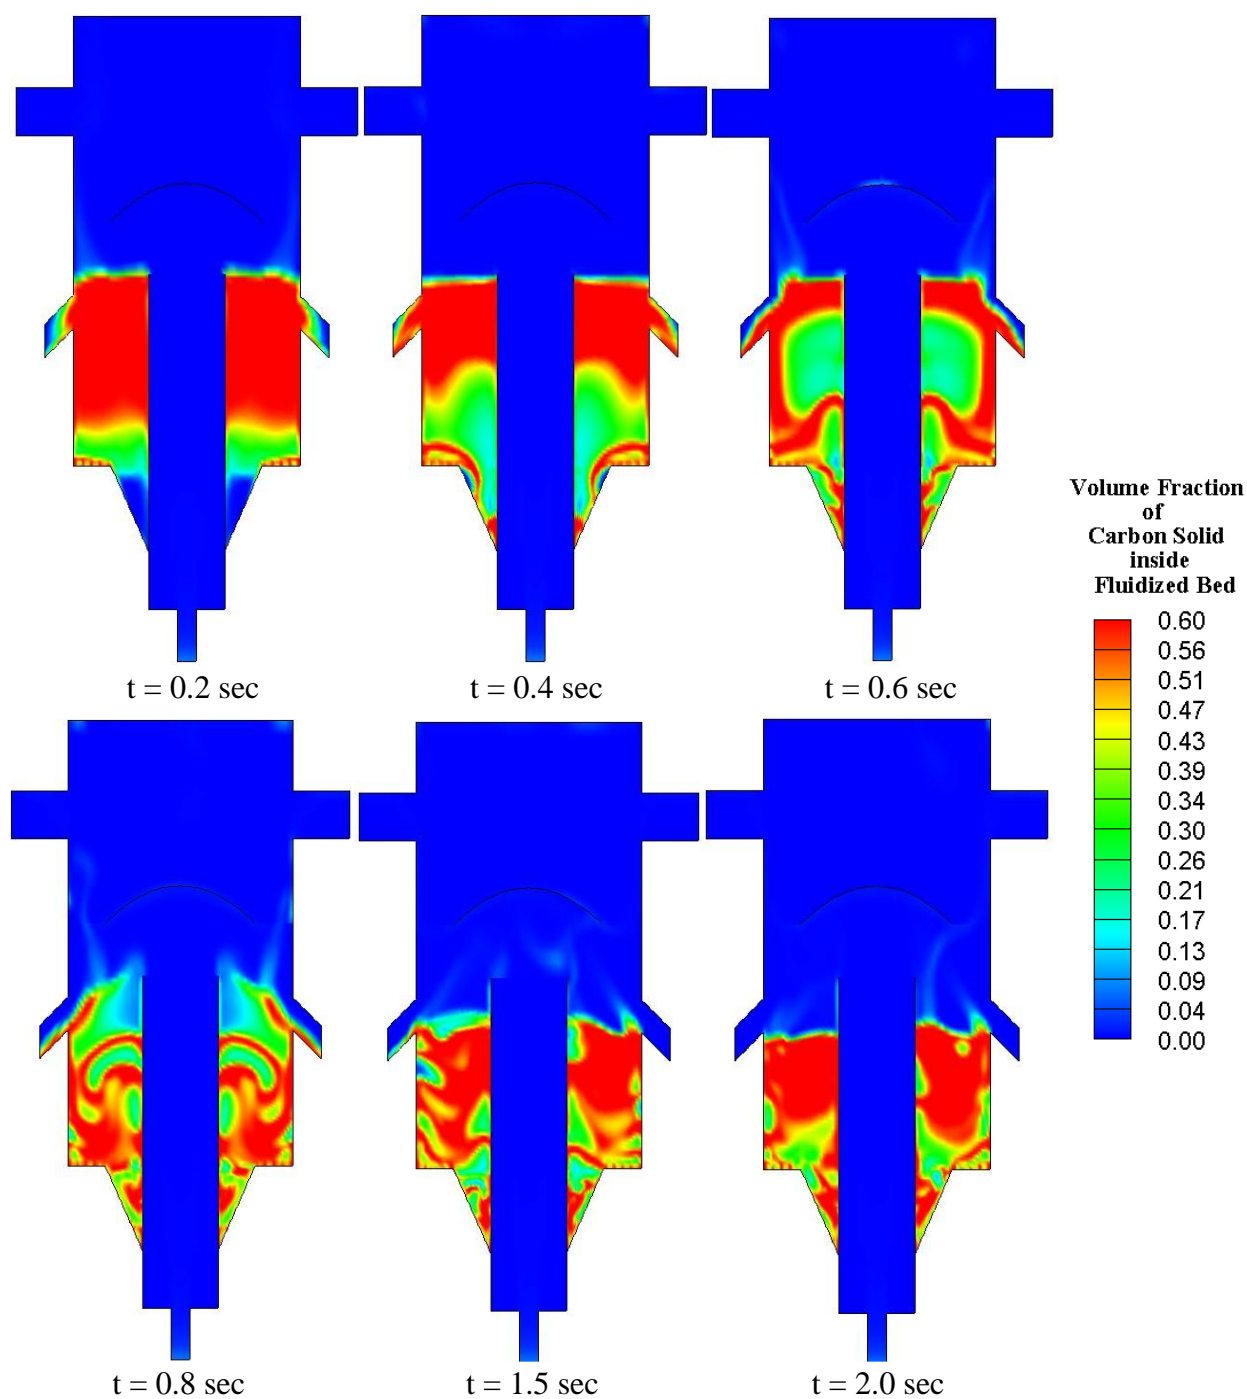 t = 0.2 sec
t = 0.4 sec
t = 0.6 sec
Volume Fraction
of
Carbon Solid
inside
Fluidized Bed
0.60
0.56
0.51
0.47
0.43
0.39
0.34
0.30
0.26
0.21
0.17
0.13
0.09
0.04
0.00
t = 0.8 sec
t = 1.5 sec
t = 2.0 sec